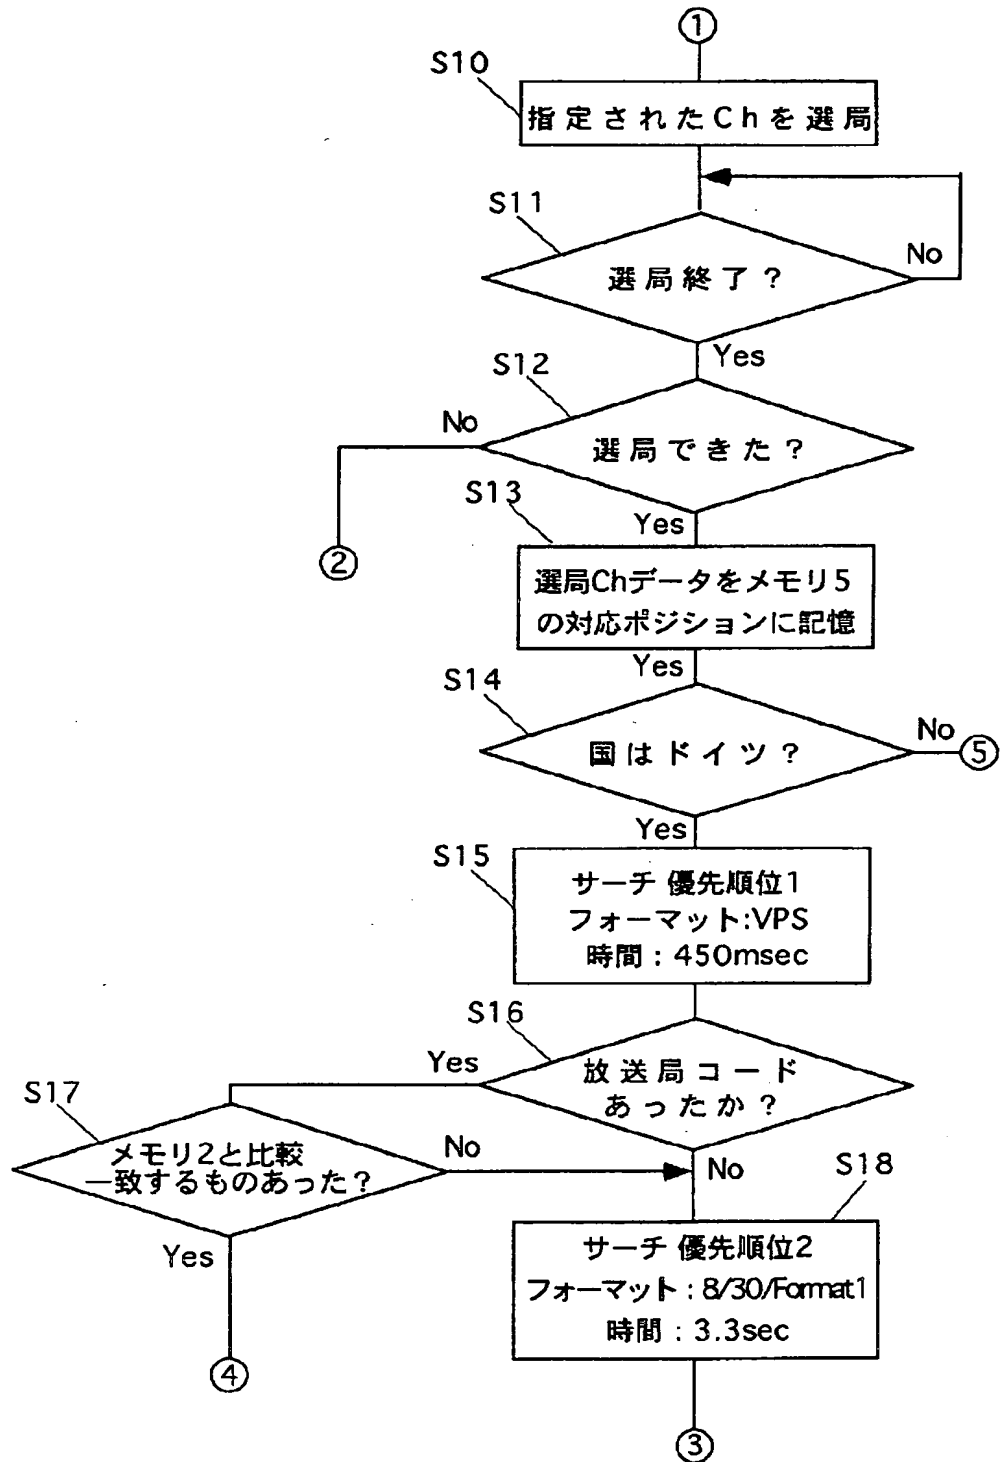 ①
S10
指定されたChを選局
S11
選局終了？
No
Yes
S12
選局できた？
No
②
Yes
S13
選局Chデータをメモリ5
の対応ポジションに記憶
Yes
S14
国はドイツ？
No
⑤
Yes
S15
サーチ 優先順位1
フォーマット:VPS
時間：450msec
S16
放送局コード
あったか？
Yes
S17
メモリ2と比較
一致するものあった？
No
No
Yes
④
S18
サーチ 優先順位2
フォーマット：8/30/Format1
時間：3.3sec
③